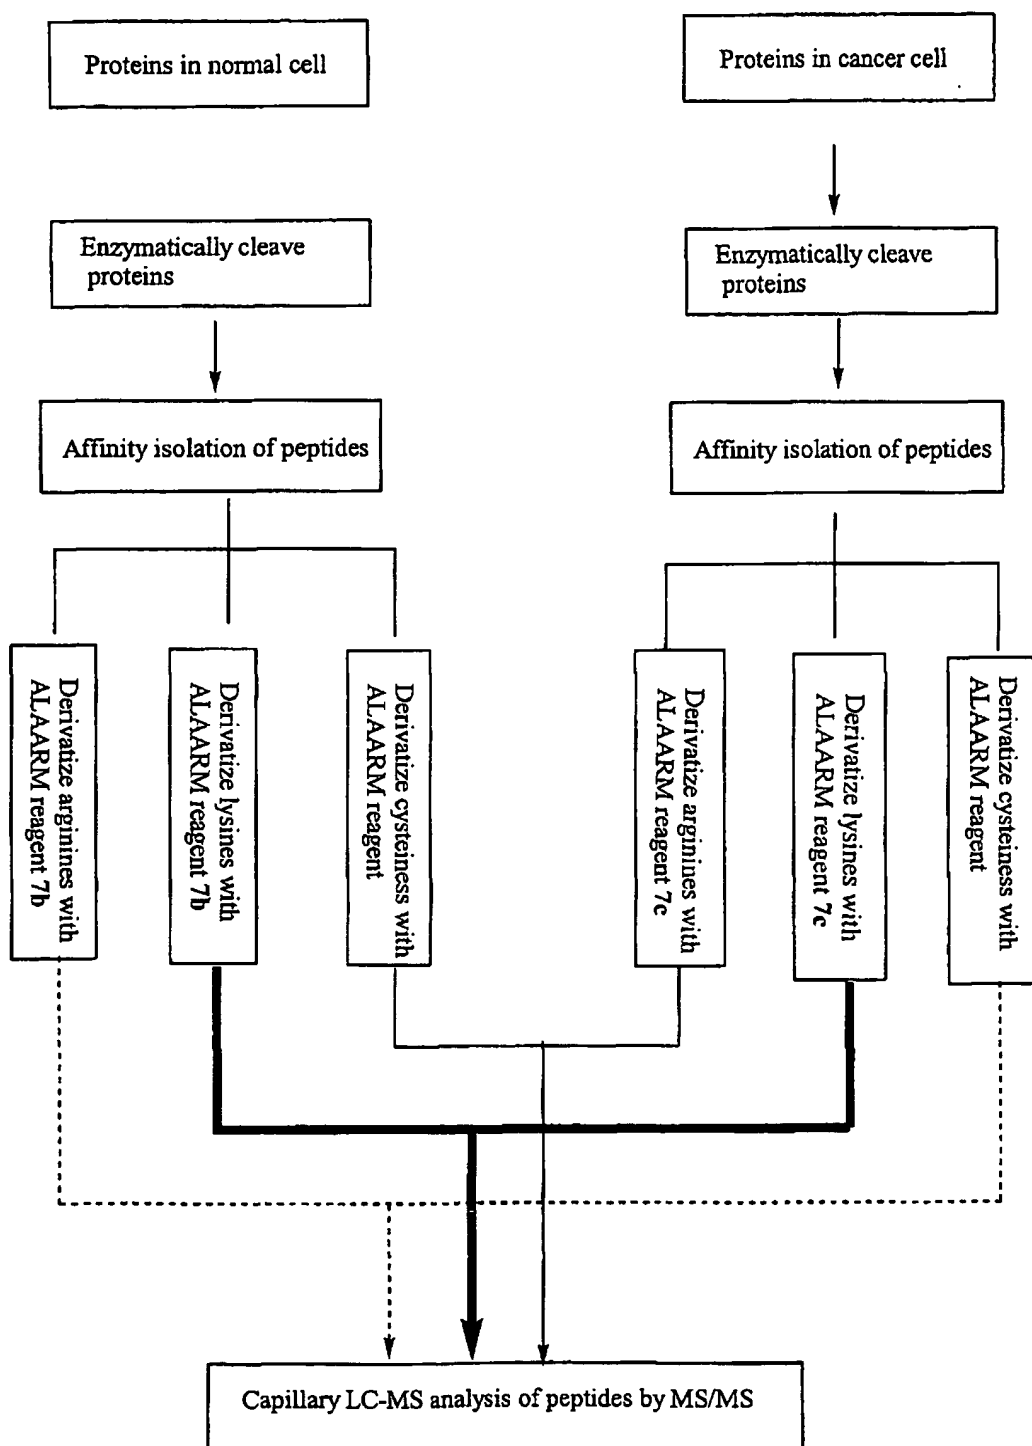 Proteins in normal cell
Proteins in cancer cell
Enzymatically cleave
proteins
Enzymatically cleave
proteins
Affinity isolation of peptides
Affinity isolation of peptides
Derivatize arginines with
ALAARM reagent 7b
Derivatize lysines with
ALAARM reagent 7b
Derivatize cysteiness with
ALAARM reagent
Derivatize arginines with
ALAARM reagent 7c
Derivatize lysines with
ALAARM reagent 7c
Derivatize cysteiness with
ALAARM reagent
Capillary LC-MS analysis of peptides by MS/MS